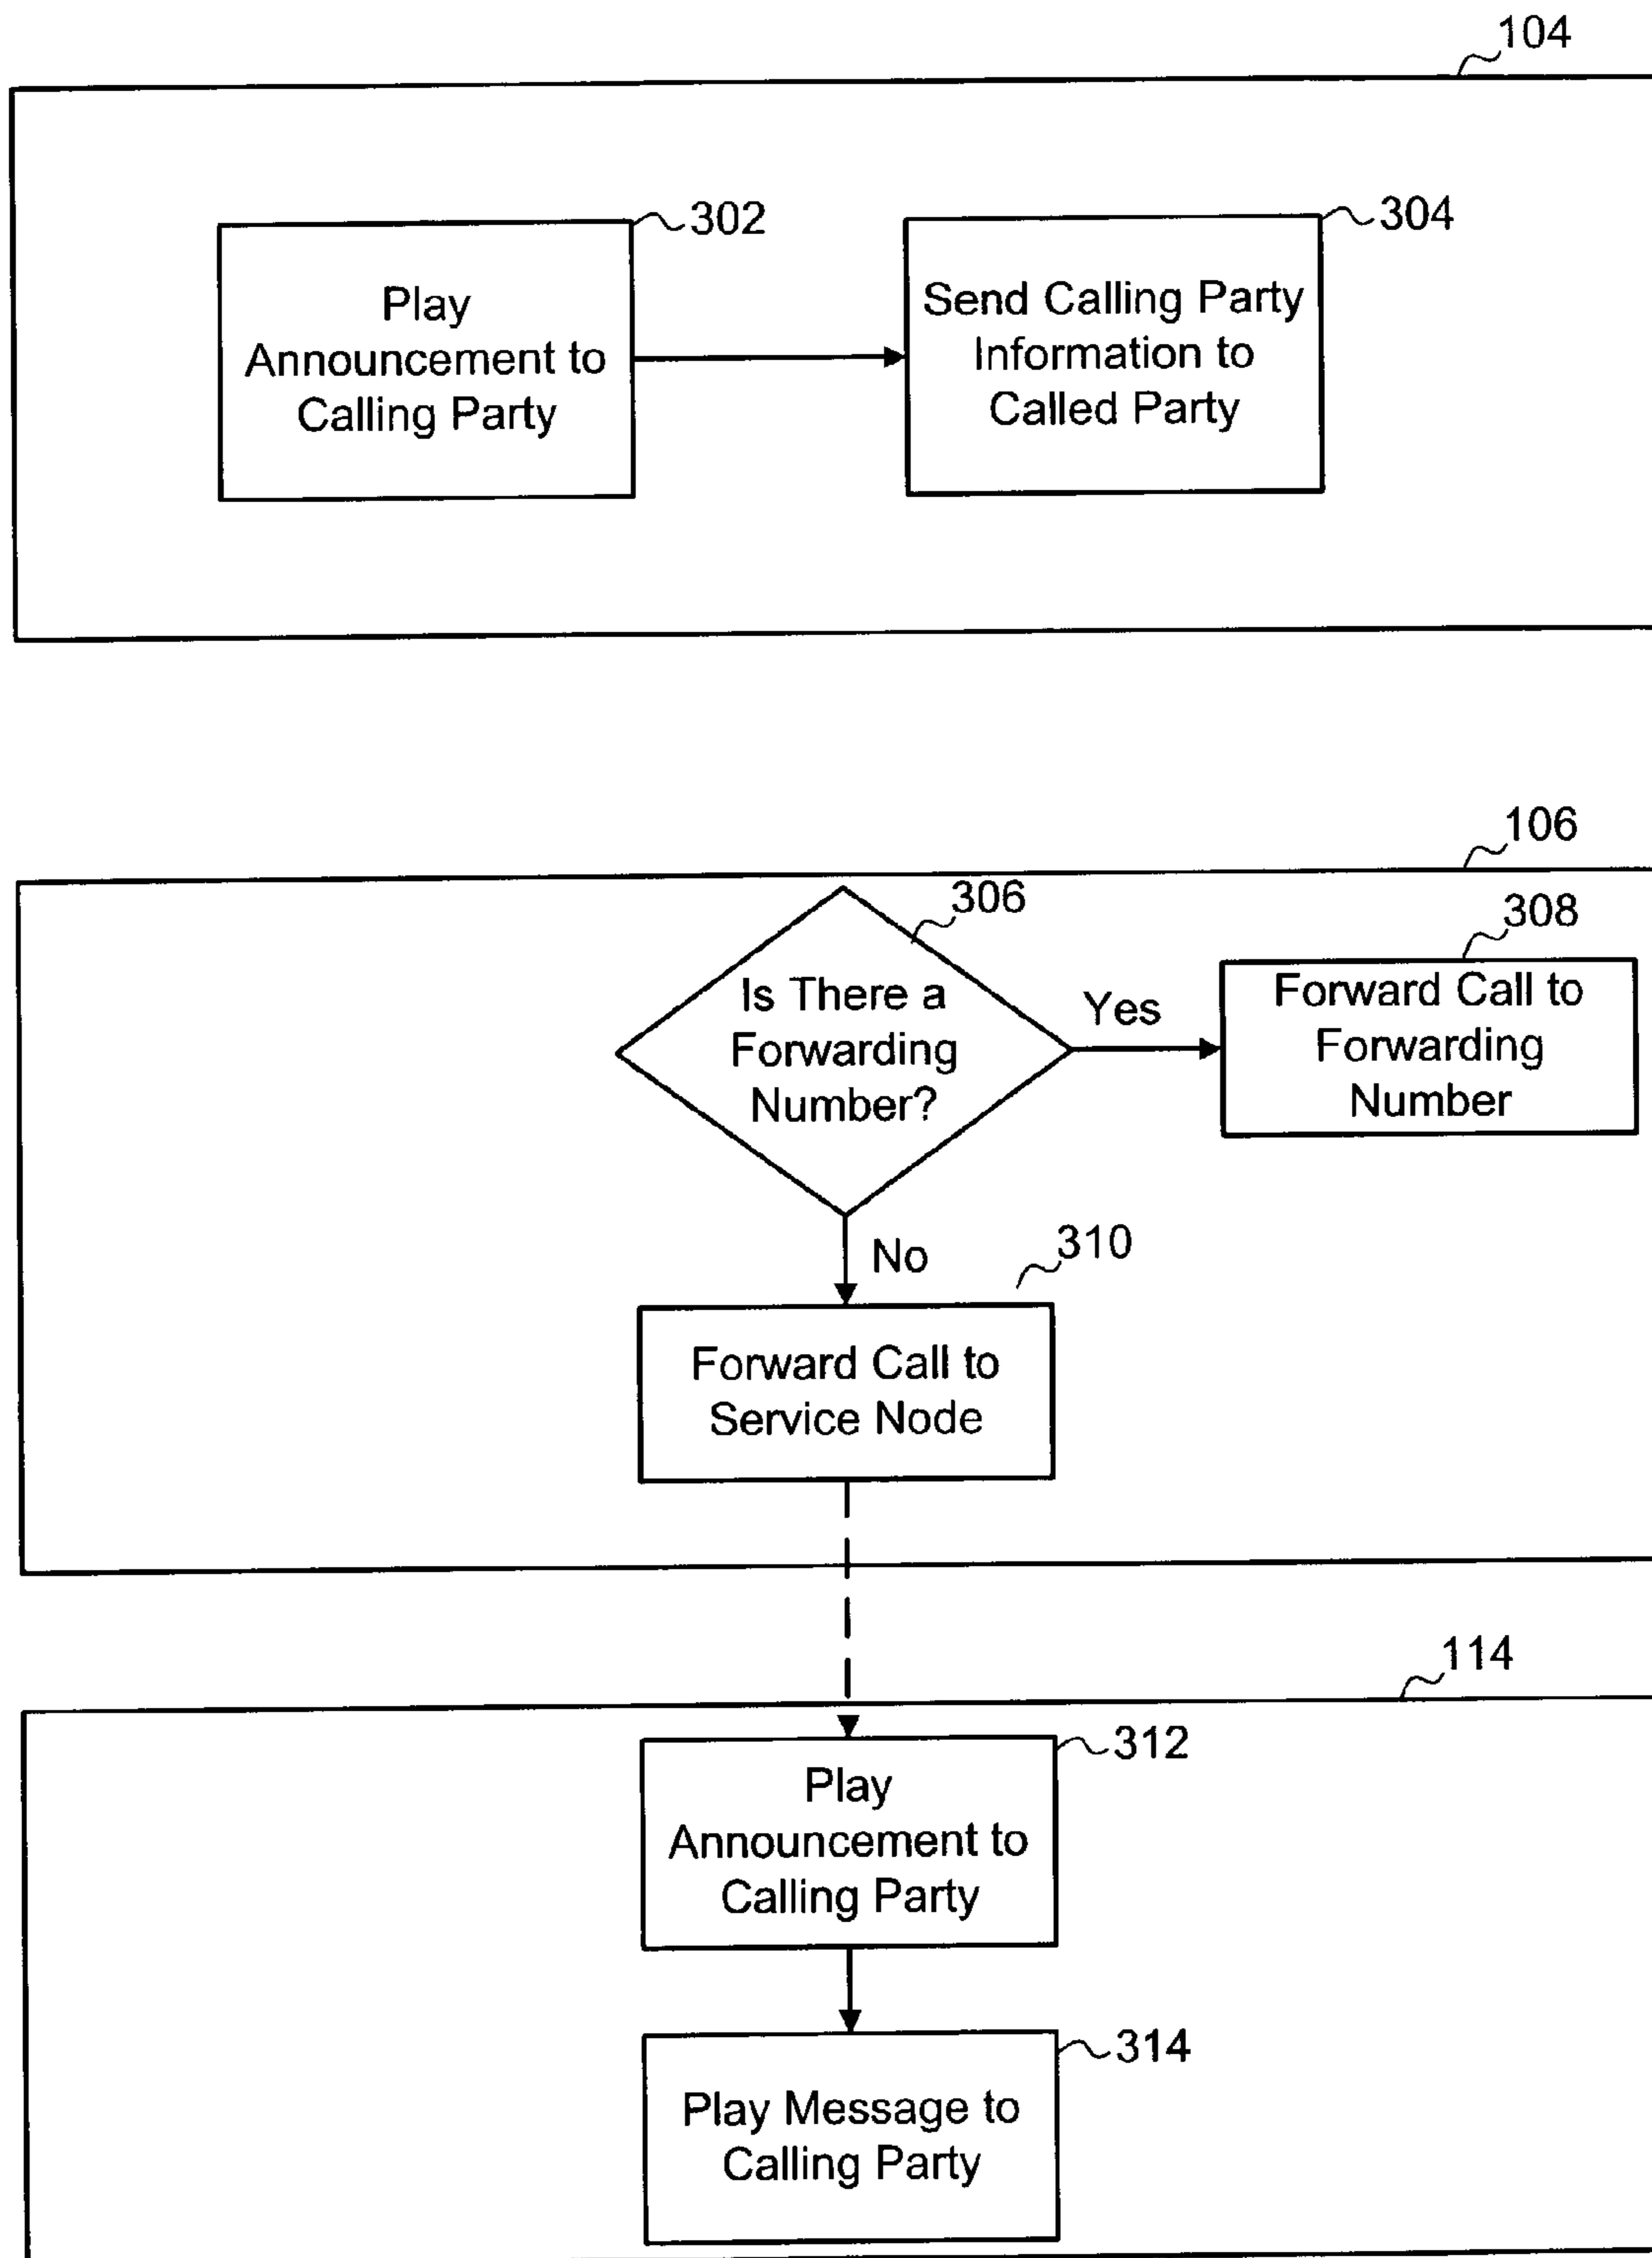 104
302
304
Play
Announcement to
Calling Party
Send Calling Party
Information to
Called Party
106
306
308
Is There a
Forwarding
Number?
Yes
Forward Call to
Forwarding
Number
No
310
Forward Call to
Service Node
114
312
Play
Announcement to
Calling Party
314
Play Message to
Calling Party